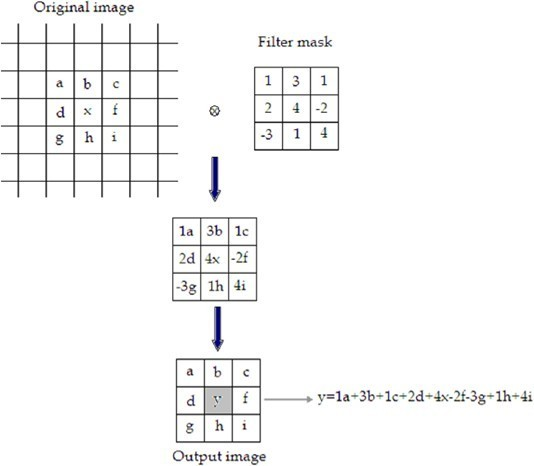 Original image
Filter mask
a b c
d x f
g h i
⊗
1 3 1
2 4 -2
-3 1 4
1a 3b 1c
2d 4x -2f
-3g 1h 4i
a b c
d y f
g h i
y=1a+3b+1c+2d+4x-2f-3g+1h+4i
Output image